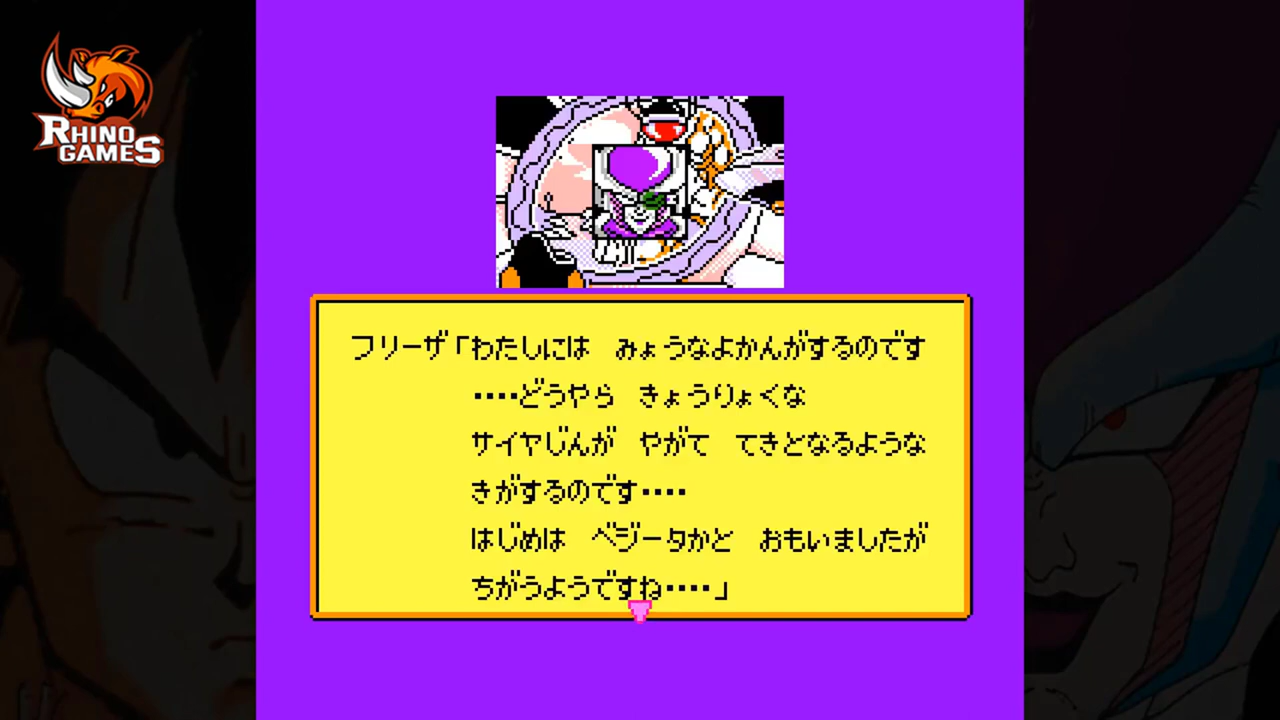 RHINO
GAMES
フリーザ「わたしには みょうなよかんがするのです
････どうやら きょうりょくな
サイヤじんが やがて てきとなるような
きがするのです････
はじめは ベジータかと おもいましたが
ちがうようですね････」